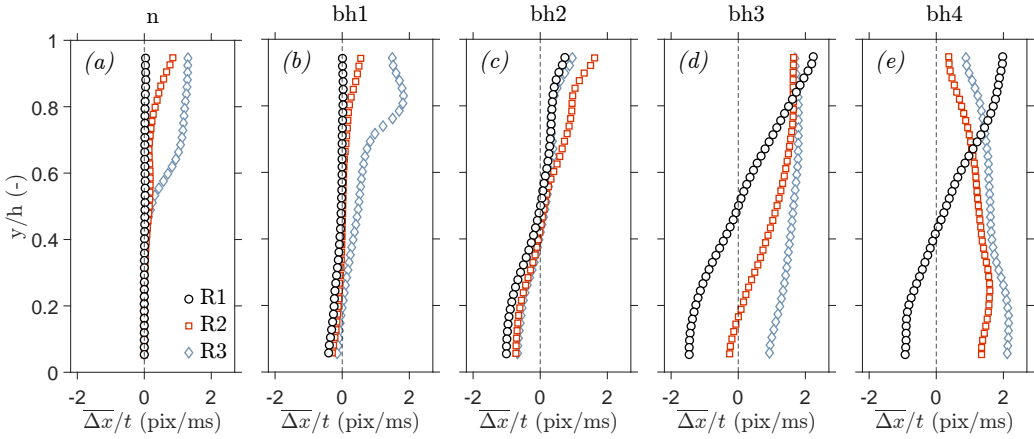 n bh1 bh2 bh3 bh4
(a) (b) (c) (d) (e)
1
0.8
0.6
0.4
0.2
0
y/h (-)
R1
R2
R3
-2 0 2 -2 0 2 -2 0 2 -2 0 2 -2 0 2
Δx/t (pix/ms) Δx/t (pix/ms) Δx/t (pix/ms) Δx/t (pix/ms) Δx/t (pix/ms)